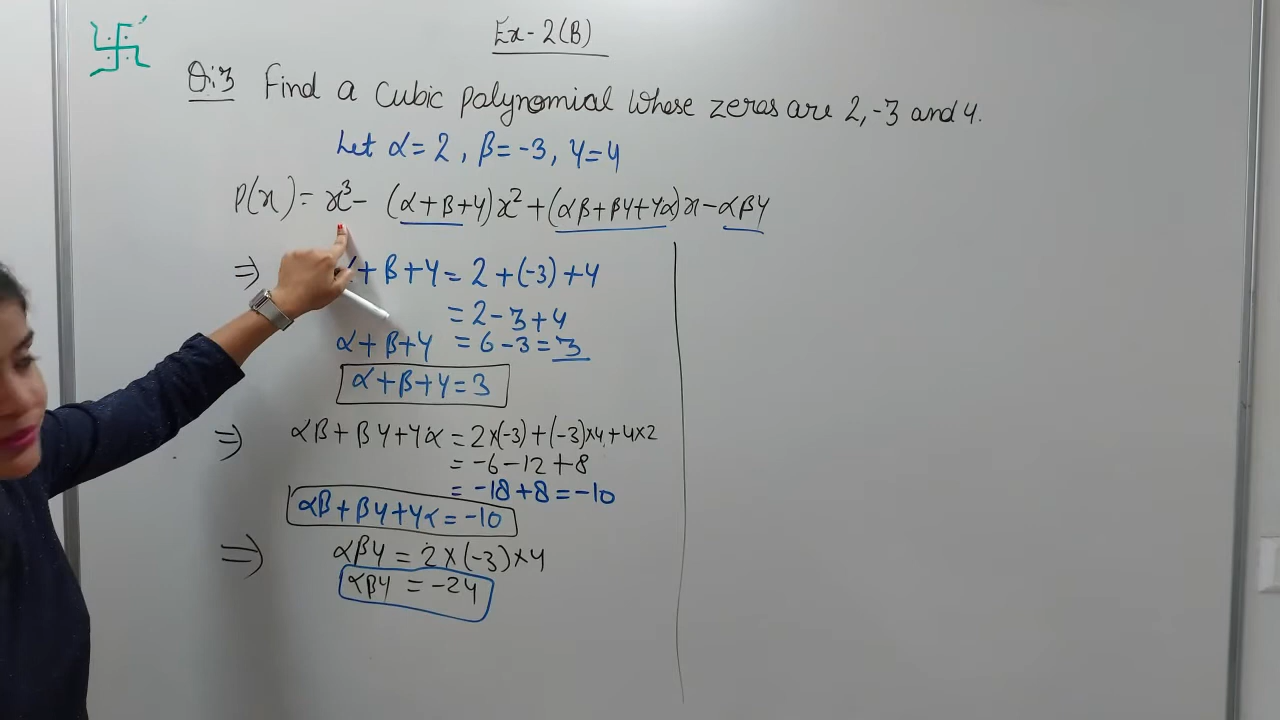 Ex-2(B)
Q:3 Find a cubic polynomial whose zeros are 2, -3 and 4.
Let α=2, β=-3, γ=4
P(x)= x³- (α+β+γ)x²+(αβ+βγ+γα)x-αβγ
⇒ α+β+γ= 2+(-3)+4
= 2-3+4
α+β+γ = 6-3=3
α+β+γ=3
⇒ αβ+βγ+γα = 2×(-3)+(-3)×4+4×2
= -6-12+8
= -18+8=-10
αβ+βγ+γα=-10
⇒ αβγ = 2×(-3)×4
αβγ = -24